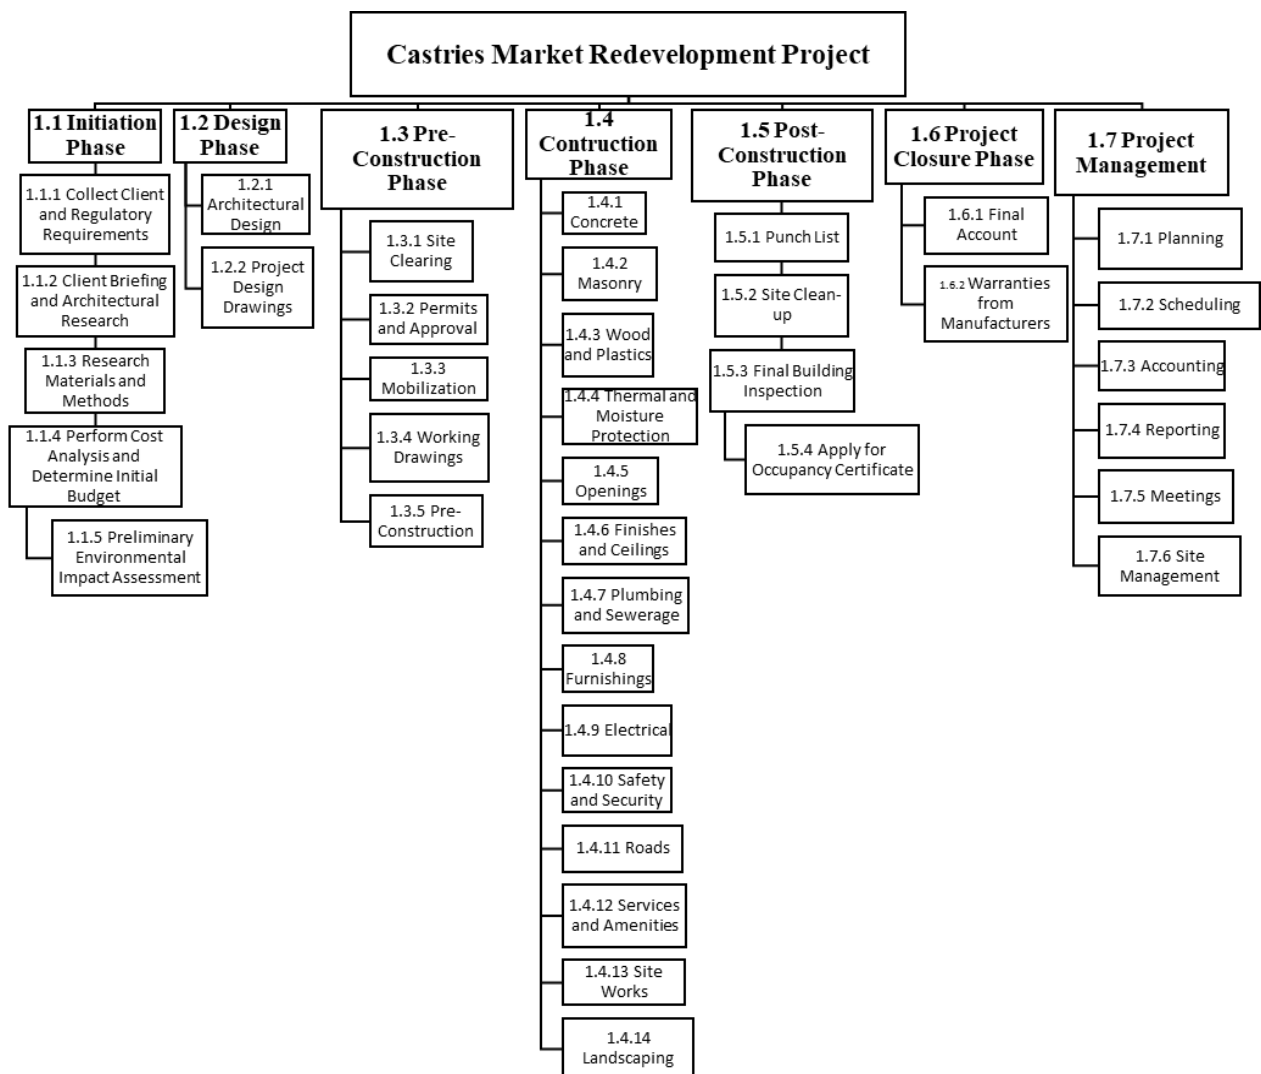 Castries Market Redevelopment Project
1.1 Initiation
Phase
1.1.1 Collect Client
and Regulatory
Requirements
1.1.2 Client Briefing
and Architectural
Research
1.1.3 Research
Materials and
Methods
1.1.4 Perform Cost
Analysis and
Determine Initial
Budget
1.1.5 Preliminary
Environmental
Impact Assessment
1.2 Design
Phase
1.2.1
Architectural
Design
1.2.2 Project
Design
Drawings
1.3 Pre-
Construction
Phase
1.3.1 Site
Clearing
1.3.2 Permits
and Approval
1.3.3
Mobilization
1.3.4 Working
Drawings
1.3.5 Pre-
Construction
1.4
Contruction
Phase
1.4.1
Concrete
1.4.2
Masonry
1.4.3 Wood
and Plastics
1.4.4 Thermal and
Moisture
Protection
1.4.5
Openings
1.4.6 Finishes
and Ceilings
1.4.7 Plumbing
and Sewerage
1.4.8
Furnishings
1.4.9 Electrical
1.4.10 Safety
and Security
1.4.11 Roads
1.4.12 Services
and Amenities
1.4.13 Site
Works
1.4.14
Landscaping
1.5 Post-
Construction
Phase
1.5.1 Punch List
1.5.2 Site Clean-
up
1.5.3 Final Building
Inspection
1.5.4 Apply for
Occupancy Certificate
1.6 Project
Closure Phase
1.6.1 Final
Account
1.6.2 Warranties
from
Manufacturers
1.7 Project
Management
1.7.1 Planning
1.7.2 Scheduling
1.7.3 Accounting
1.7.4 Reporting
1.7.5 Meetings
1.7.6 Site
Management